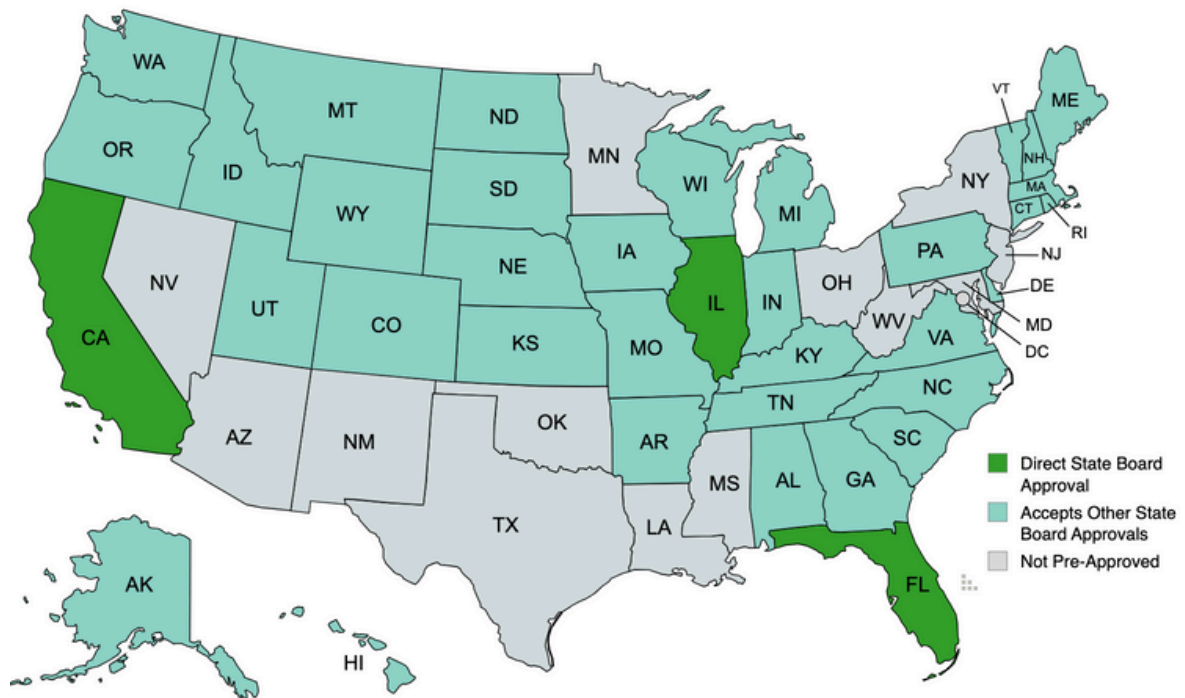 WA
MT
ND
MN
VT
ME
OR
ID
SD
WI
NH
NY
MA
WY
MI
CT
RI
IA
PA
NJ
NE
NV
OH
DE
UT
IL
IN
CO
WV
MD
CA
KS
MO
VA
DC
KY
NC
TN
OK
AZ
NM
AR
SC
MS
AL
GA
TX
LA
Direct State Board
Approval
Accepts Other State
Board Approvals
Not Pre-Approved
AK
FL
HI